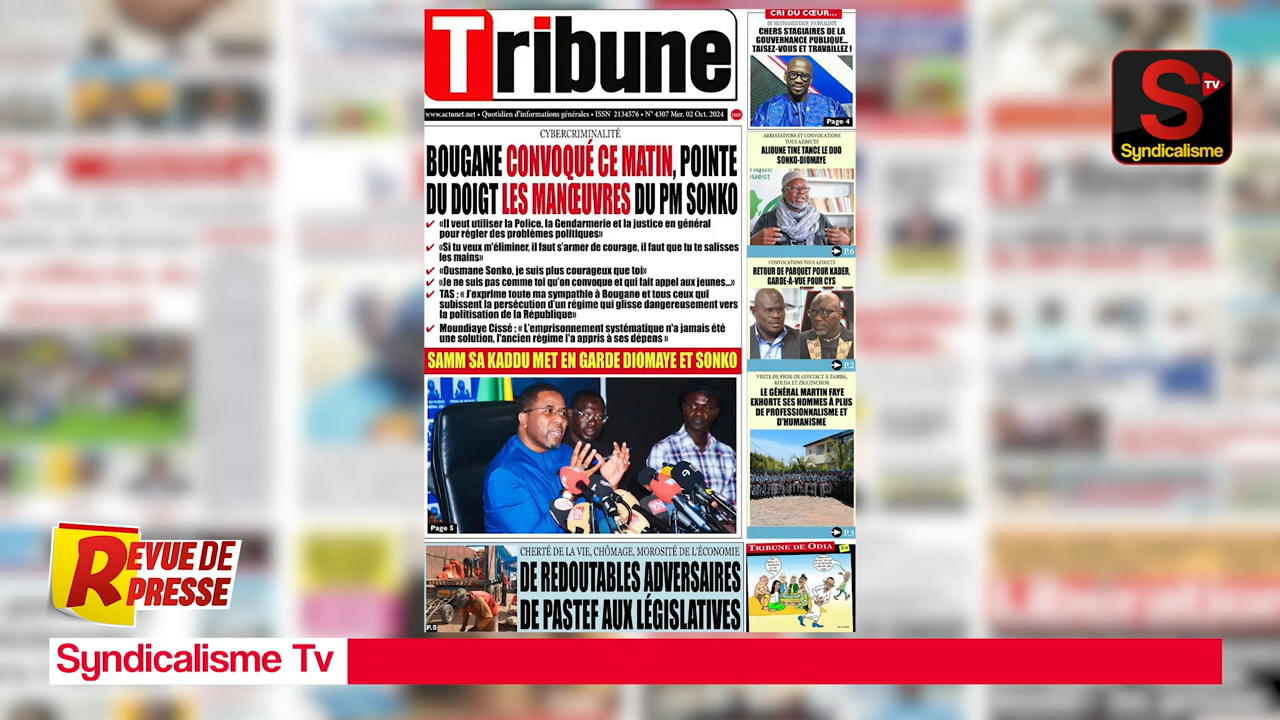 Tribune
www.actunet.net • Quotidien d'informations générales • ISSN 2134576 • N° 4307 Mer. 02 Oct. 2024
CYBERCRIMINALITÉ
BOUGANE CONVOQUÉ CE MATIN, POINTE
DU DOIGT LES MANŒUVRES DU PM SONKO
✔ «Il veut utiliser la Police, la Gendarmerie et la justice en général
pour régler des problèmes politiques»
✔ «Si tu veux m'éliminer, il faut s'armer de courage, il faut que tu te salisses
les mains»
✔ «Ousmane Sonko, je suis plus courageux que toi»
✔ «Je ne suis pas comme toi qu'on convoque et qui fait appel aux jeunes...»
✔ TAS : « J'exprime toute ma sympathie à Bougane et tous ceux qui
subissent la persécution d'un régime qui glisse dangereusement vers
la politisation de la République»
✔ Moundiaye Cissé : « L'emprisonnement systématique n'a jamais été
une solution, l'ancien régime l'a appris à ses dépens »
SAMM SA KADDU MET EN GARDE DIOMAYE ET SONKO
Page 5
CHERTÉ DE LA VIE, CHÔMAGE, MOROSITÉ DE L'ÉCONOMIE
DE REDOUTABLES ADVERSAIRES
DE PASTEF AUX LÉGISLATIVES
P.5
CRI DU CŒUR...
DE MOUHAMED DIOP, JOURNALISTE
CHERS STAGIAIRES DE LA
GOUVERNANCE PUBLIQUE...
TAISEZ-VOUS ET TRAVAILLEZ !
Page 4
ARRESTATIONS ET CONVOCATIONS
TOUS AZIMUTS
ALIOUNE TINE TANCE LE DUO
SONKO-DIOMAYE
P.6
CONVOCATIONS TOUS AZIMUTS
RETOUR DE PARQUET POUR KADER,
GARDE-À-VUE POUR CYS
P.2
VISITE DE PRISE DE CONTACT À TAMBA,
KOLDA ET ZIGUINCHOR
LE GÉNÉRAL MARTIN FAYE
EXHORTE SES HOMMES À PLUS
DE PROFESSIONNALISME ET
D'HUMANISME
P.3
TRIBUNE DE ODIA
S TV
Syndicalisme
REVUE DE
PRESSE
Syndicalisme Tv